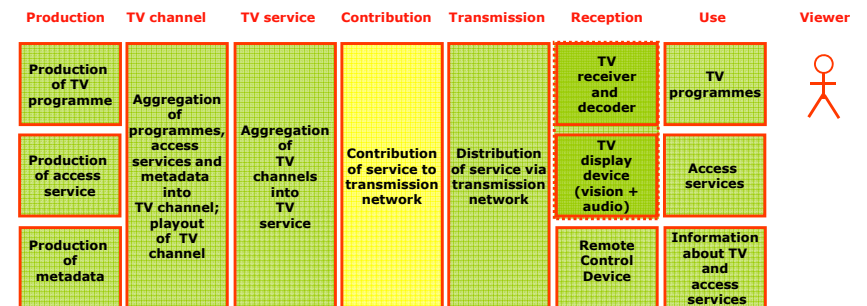 Production TV channel TV service Contribution Transmission Reception Use Viewer
Production
of TV
programme
Production
of access
service
Production
of
metadata
Aggregation
of
programmes,
access
services and
metadata
into
TV channel;
playout
of TV
channel
Aggregation
of
TV
channels
into
TV
service
Contribution
of service to
transmission
network
Distribution
of service via
transmission
network
TV
receiver
and
decoder
TV
display
device
(vision +
audio)
Remote
Control
Device
TV
programmes
Access
services
Information
about TV
and
access
services